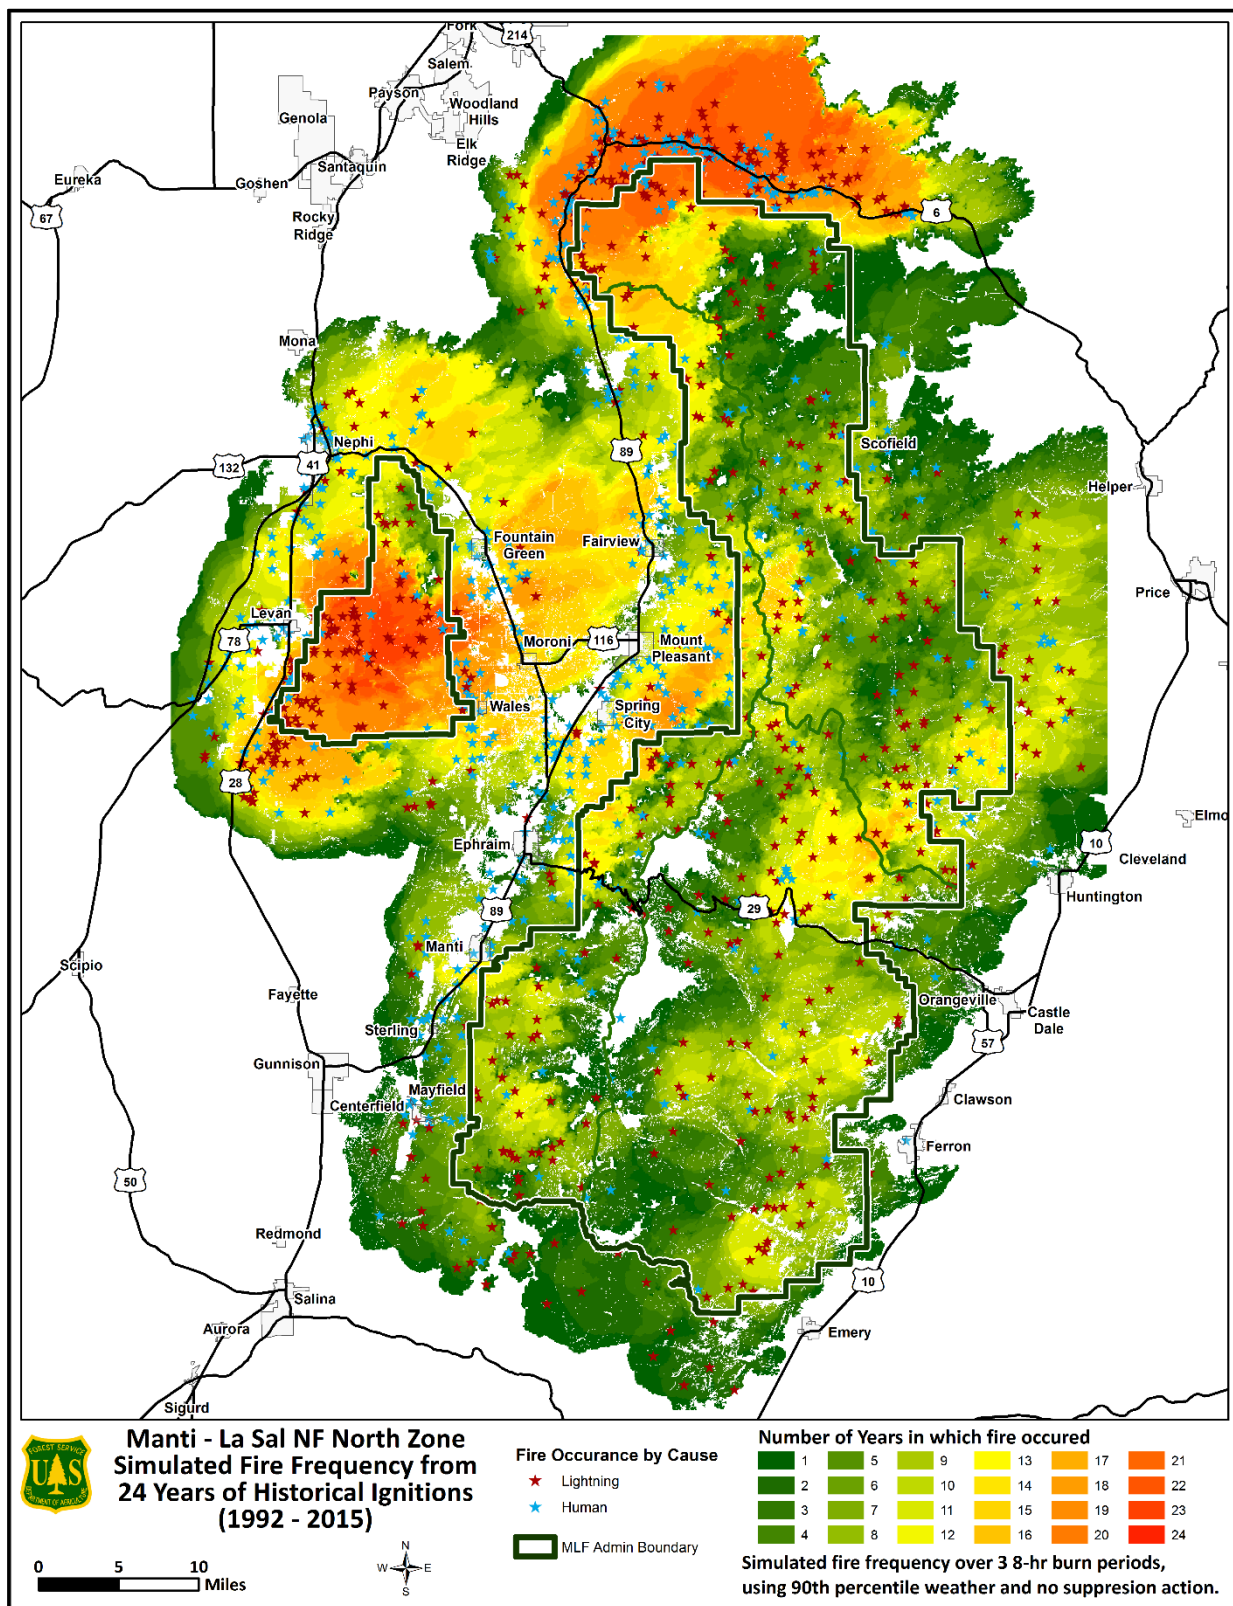 Fork
214
Salem
Payson
Woodland
Hills
Genola
Elk
Ridge
Santaquin
Eureka
Goshen
67
Rocky
Ridge
6
Mona
Nephi
132
41
89
Scofield
Helper
Fountain
Green
Fairview
Price
Levan
78
Moroni
116
Mount
Pleasant
Wales
Spring
City
28
Elmo
Ephraim
10
Cleveland
Huntington
89
29
Manti
Scipio
Fayette
Orangeville
Castle
Dale
Sterling
57
Gunnison
Mayfield
Centerfield
Clawson
Ferron
50
Redmond
10
Salina
Aurora
Emery
Sigurd
FOREST SERVICE
U S
DEPARTMENT OF AGRICULTURE
Manti - La Sal NF North Zone
Simulated Fire Frequency from
24 Years of Historical Ignitions
(1992 - 2015)
0 5 10
Miles
N
W E
S
Fire Occurance by Cause
Lightning
Human
MLF Admin Boundary
Number of Years in which fire occured
1 5 9 13 17 21
2 6 10 14 18 22
3 7 11 15 19 23
4 8 12 16 20 24
Simulated fire frequency over 3 8-hr burn periods,
using 90th percentile weather and no suppresion action.